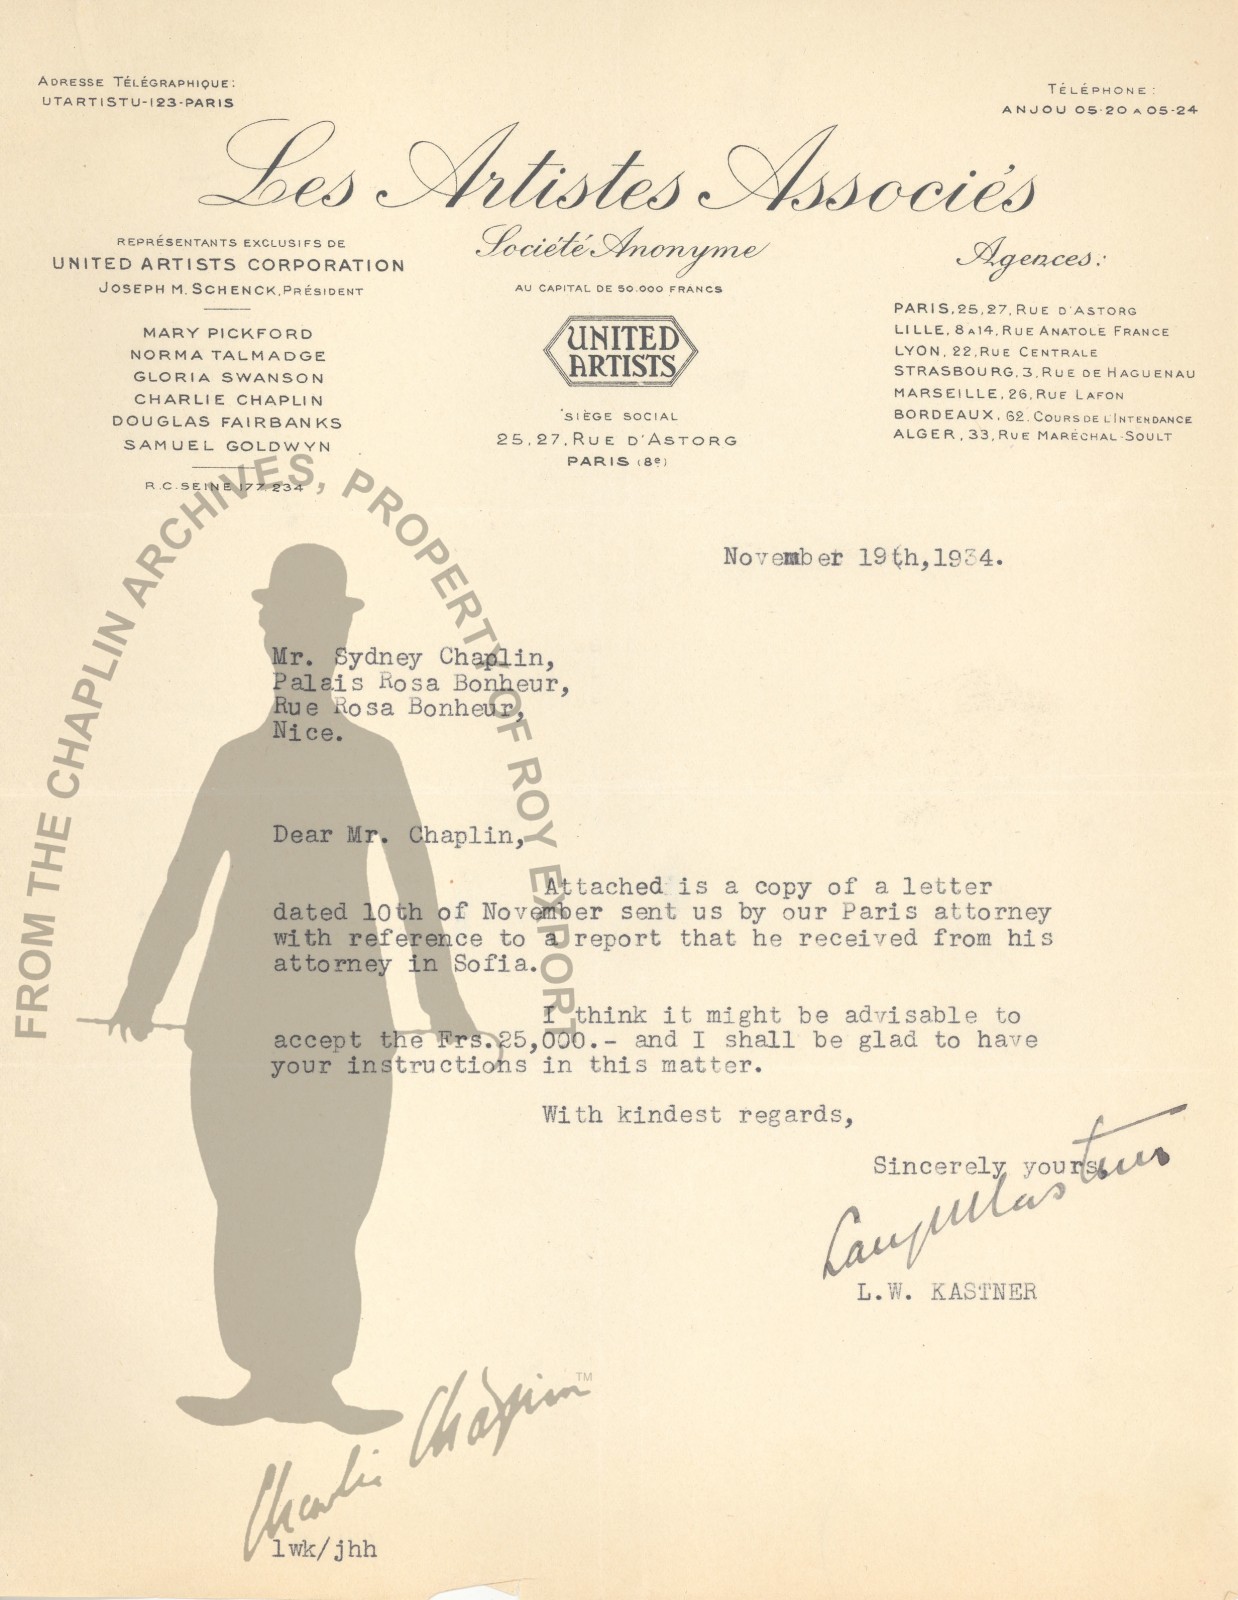 ADRESSE TÉLÉGRAPHIQUE:
UTARTISTU-123-PARIS
TÉLÉPHONE:
ANJOU 05-20 A 05-24
Les Artistes Associés
Société Anonyme
AU CAPITAL DE 50.000 FRANCS
REPRÉSENTANTS EXCLUSIFS DE
UNITED ARTISTS CORPORATION
JOSEPH M. SCHENCK, PRÉSIDENT
MARY PICKFORD
NORMA TALMADGE
GLORIA SWANSON
CHARLIE CHAPLIN
DOUGLAS FAIRBANKS
SAMUEL GOLDWYN
R.C. SEINE 177234
UNITED
ARTISTS
SIÈGE SOCIAL
25, 27, RUE D'ASTORG
PARIS (8e)
Agences:
PARIS, 25, 27, RUE D'ASTORG
LILLE, 8 A 14, RUE ANATOLE FRANCE
LYON, 22, RUE CENTRALE
STRASBOURG, 3, RUE DE HAGUENAU
MARSEILLE, 26, RUE LAFON
BORDEAUX, 62, COURS DE L'INTENDANCE
ALGER, 33, RUE MARÉCHAL-SOULT
FROM THE CHAPLIN ARCHIVES, PROPERTY OF ROY EXPORT
November 19th, 1934.
Mr. Sydney Chaplin,
Palais Rosa Bonheur,
Rue Rosa Bonheur,
Nice.
Dear Mr. Chaplin,
Attached is a copy of a letter
dated 10th of November sent us by our Paris attorney
with reference to a report that he received from his
attorney in Sofia.
I think it might be advisable to
accept the Frs.25,000.- and I shall be glad to have
your instructions in this matter.
With kindest regards,
Sincerely yours,
L.W. KASTNER
Charlie Chaplin TM
lwk/jhh